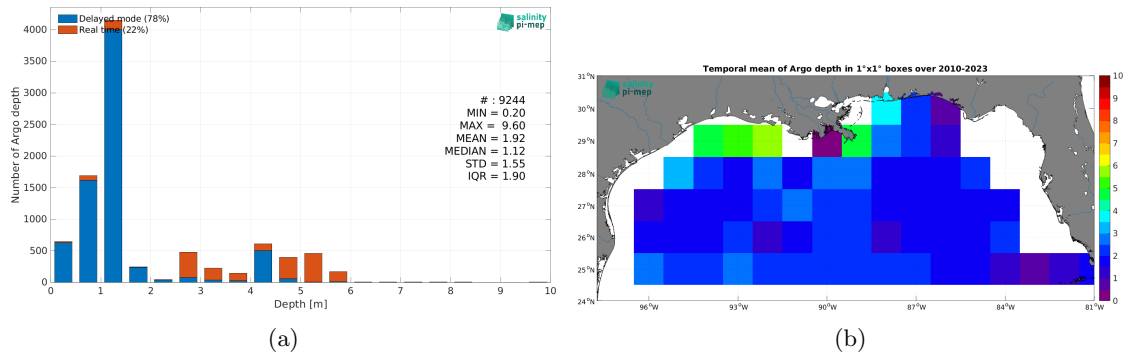 Delayed mode (78%)
Real time (22%)
salinity
pi-mep
4000
3500
3000
2500
2000
1500
1000
500
0
Number of Argo depth
# : 9244
MIN = 0.20
MAX = 9.60
MEAN = 1.92
MEDIAN = 1.12
STD = 1.55
IQR = 1.90
0 1 2 3 4 5 6 7 8 9 10
Depth [m]
(a)
Temporal mean of Argo depth in 1°x1° boxes over 2010-2023
salinity
pi-mep
31°N
30°N
29°N
28°N
27°N
26°N
25°N
24°N
96°W 93°W 90°W 87°W 84°W 81°W
10
9
8
7
6
5
4
3
2
1
0
(b)